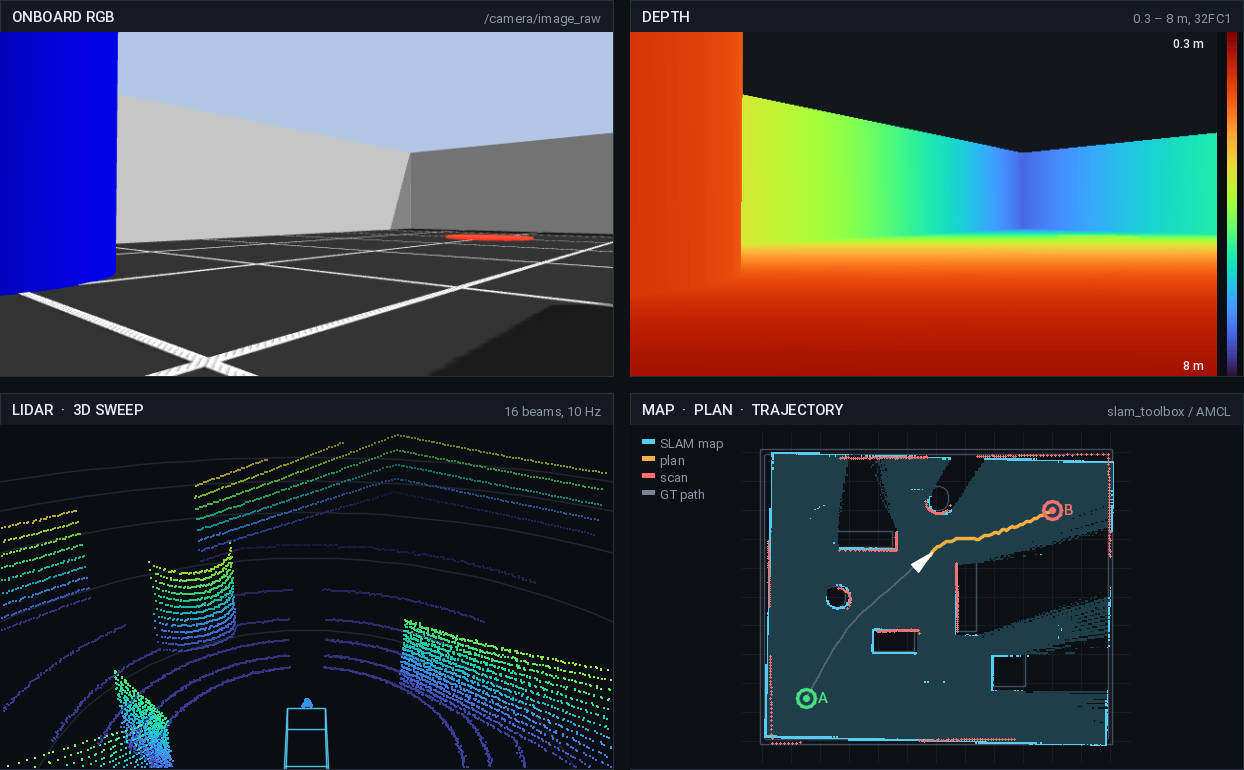 ONBOARD RGB
/camera/image_raw
DEPTH
0.3 – 8 m, 32FC1
0.3 m
8 m
LIDAR · 3D SWEEP
16 beams, 10 Hz
MAP · PLAN · TRAJECTORY
slam_toolbox / AMCL
SLAM map
plan
scan
GT path
B
A